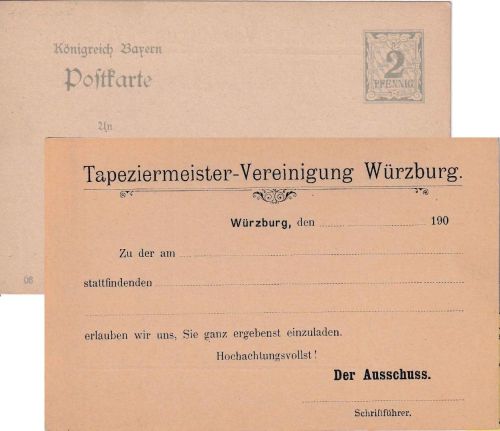 Königreich Bayern
Postkarte
2
PFENNIG
An
08
Tapeziermeister-Vereinigung Würzburg.
Würzburg, den 190
Zu der am
stattfindenden
erlauben wir uns, Sie ganz ergebenst einzuladen.
Hochachtungsvollst!
Der Ausschuss.
Schriftführer.